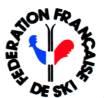 FEDERATION FRANÇAISE
DE SKI